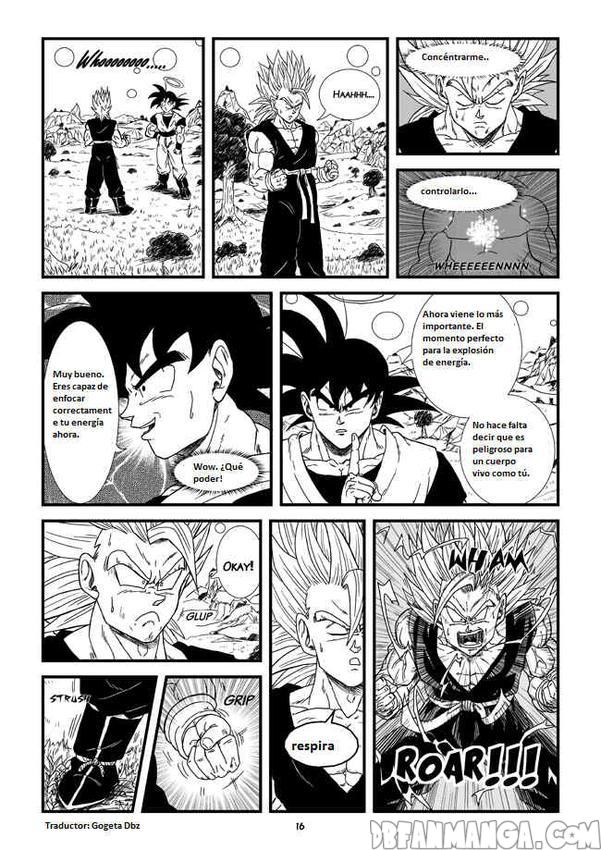 Whooooooo.....
HAAHHH....
Concéntrarme..
controlarlo...
WHEEEEEENNNN
Muy bueno.
Eres capaz de
enfocar
correctament
e tu energía
ahora.
Wow. ¿Qué
poder!
Ahora viene lo más
importante. El
momento perfecto
para la explosión
de energía.
No hace falta
decir que es
peligroso para
un cuerpo
vivo como tú.
OKAY!
GLUP
STRUSH
GRIP
respira
WHAM
ROAR!!!
Traductor: Gogeta Dbz
16
DBFANMANGA.COM